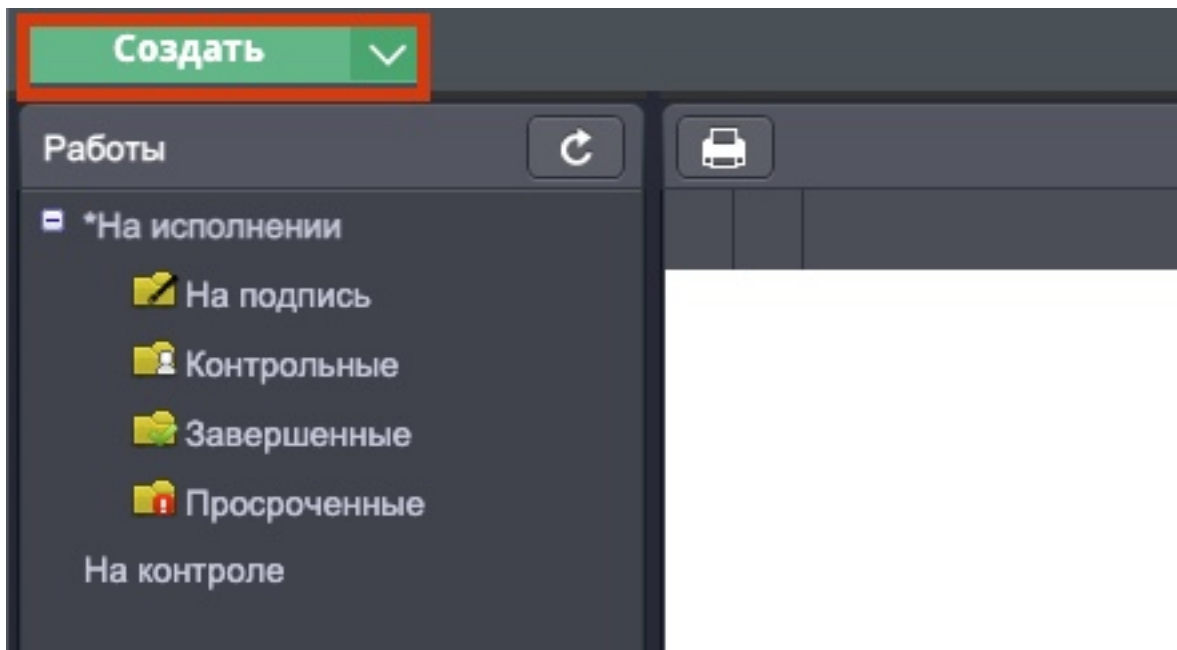 Создать
Работы
*На исполнении
На подпись
Контрольные
Завершенные
Просроченные
На контроле